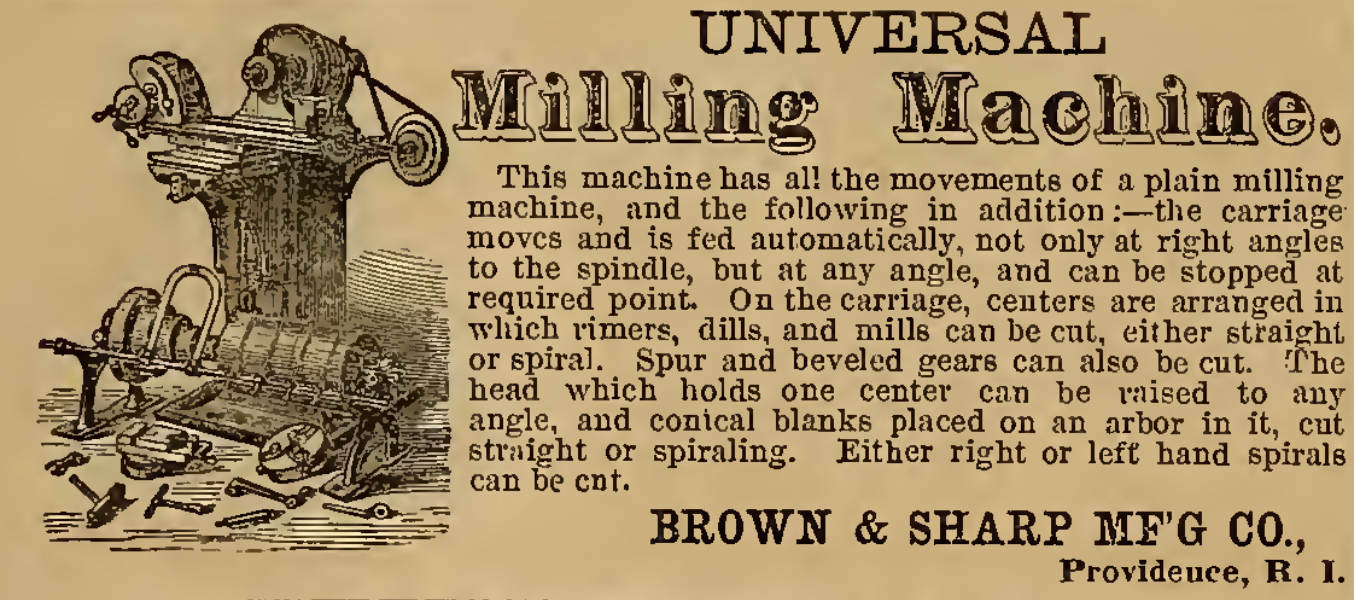 UNIVERSAL
Milling Machine.
This machine has all the movements of a plain milling
machine, and the following in addition:—the carriage
moves and is fed automatically, not only at right angles
to the spindle, but at any angle, and can be stopped at
required point. On the carriage, centers are arranged in
which rimers, dills, and mills can be cut, either straight
or spiral. Spur and beveled gears can also be cut. The
head which holds one center can be raised to any
angle, and conical blanks placed on an arbor in it, cut
straight or spiraling. Either right or left hand spirals
can be cnt.
BROWN & SHARP MF'G CO.,
Provideuce, R. I.